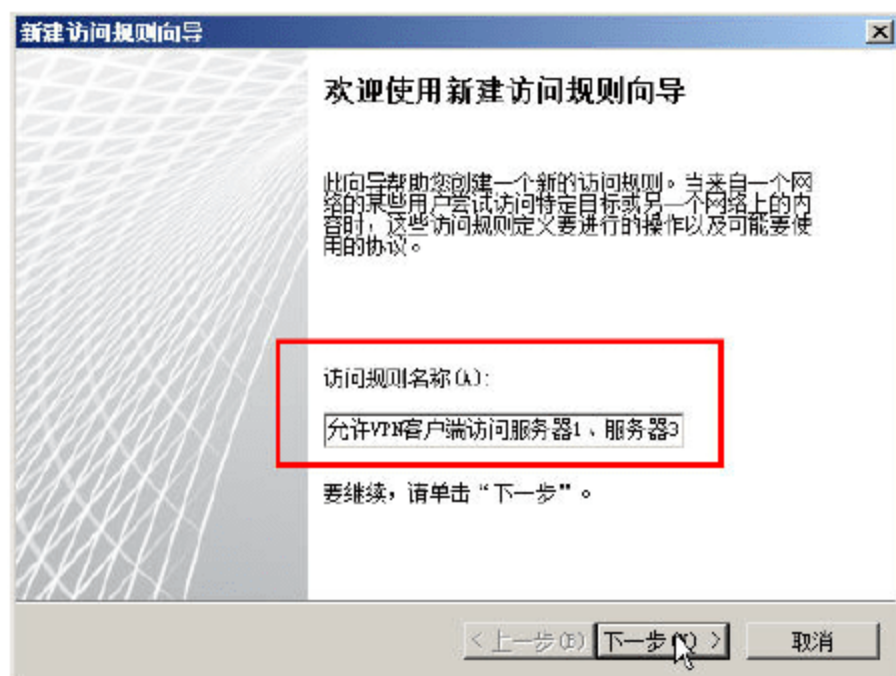 新建访问规则向导
欢迎使用新建访问规则向导
此向导帮助您创建一个新的访问规则。当来自一个网
络的某些用户尝试访问特定目标或另一个网络上的内
容时，这些访问规则定义要进行的操作以及可能要使
用的协议。
访问规则名称(A):
允许VPN客户端访问服务器1、服务器3
要继续，请单击“下一步”。
< 上一步(B) 下一步(N) > 取消